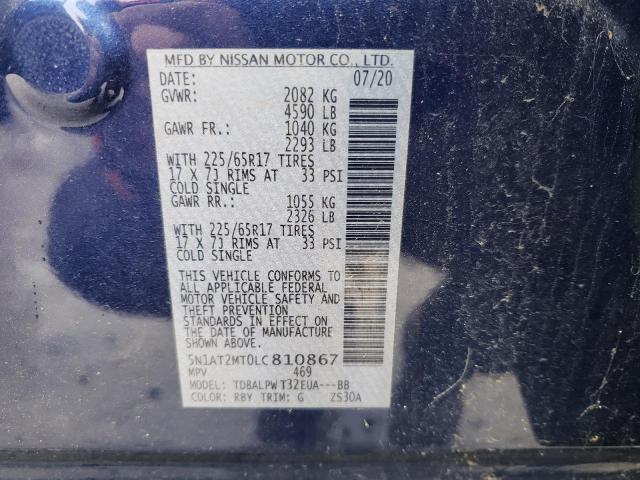 MFD BY NISSAN MOTOR CO., LTD.
DATE: 07/20
GVWR: 2082 KG
4590 LB
GAWR FR.: 1040 KG
2293 LB
WITH 225/65R17 TIRES
17 X 7J RIMS AT 33 PSI
COLD SINGLE
GAWR RR.: 1055 KG
2326 LB
WITH 225/65R17 TIRES
17 X 7J RIMS AT 33 PSI
COLD SINGLE
THIS VEHICLE CONFORMS TO
ALL APPLICABLE FEDERAL
MOTOR VEHICLE SAFETY AND
THEFT PREVENTION
STANDARDS IN EFFECT ON
THE DATE OF MANUFACTURE
SHOWN ABOVE.
5N1AT2MT0LC810867
MPV 469
MODEL: TDBALPW T32EUA---BB
COLOR: RBY TRIM: G ZS30A